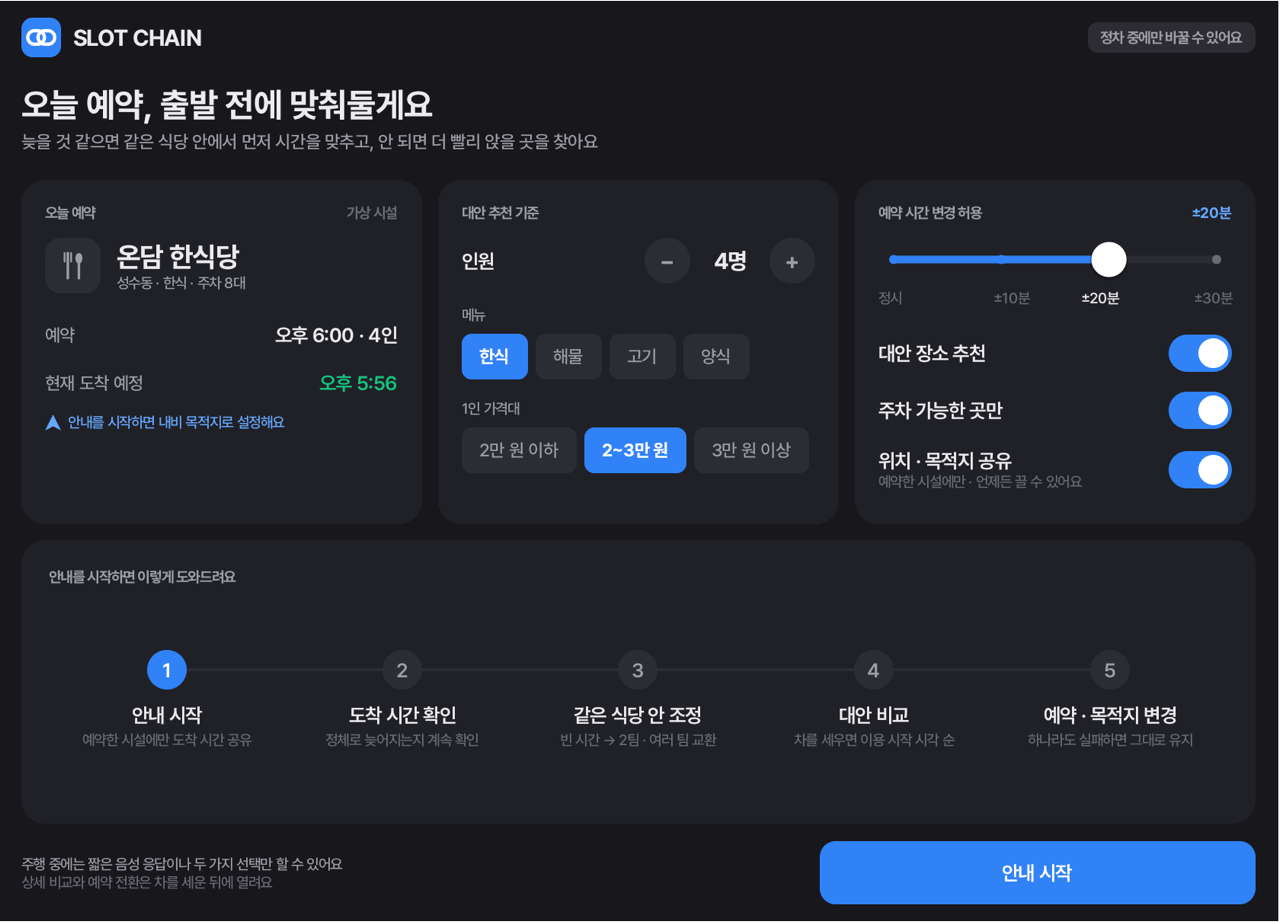 SLOT CHAIN
정차 중에만 바꿀 수 있어요
오늘 예약, 출발 전에 맞춰둘게요
늦을 것 같으면 같은 식당 안에서 먼저 시간을 맞추고, 안 되면 더 빨리 앉을 곳을 찾아요
오늘 예약
가상 시설
온담 한식당
성수동 · 한식 · 주차 8대
예약
오후 6:00 · 4인
현재 도착 예정
오후 5:56
안내를 시작하면 내비 목적지로 설정해요
대안 추천 기준
인원
−
4명
+
메뉴
한식
해물
고기
양식
1인 가격대
2만 원 이하
2~3만 원
3만 원 이상
예약 시간 변경 허용
±20분
정시
±10분
±20분
±30분
대안 장소 추천
주차 가능한 곳만
위치 · 목적지 공유
예약한 시설에만 · 언제든 끌 수 있어요
안내를 시작하면 이렇게 도와드려요
1
안내 시작
예약한 시설에만 도착 시간 공유
2
도착 시간 확인
정체로 늦어지는지 계속 확인
3
같은 식당 안 조정
빈 시간 → 2팀 · 여러 팀 교환
4
대안 비교
차를 세우면 이용 시작 시각 순
5
예약 · 목적지 변경
하나라도 실패하면 그대로 유지
주행 중에는 짧은 음성 응답이나 두 가지 선택만 할 수 있어요
상세 비교와 예약 전환은 차를 세운 뒤에 열려요
안내 시작